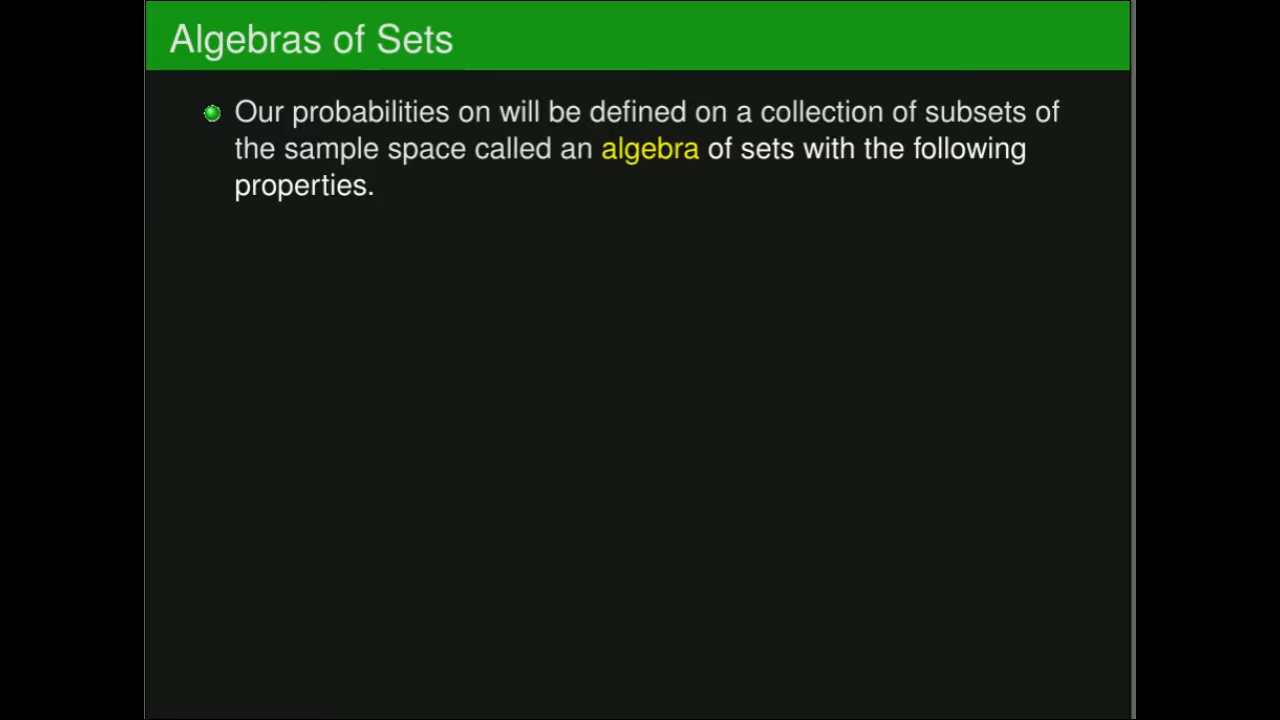 Algebras of Sets
Our probabilities on will be defined on a collection of subsets of
the sample space called an algebra of sets with the following
properties.